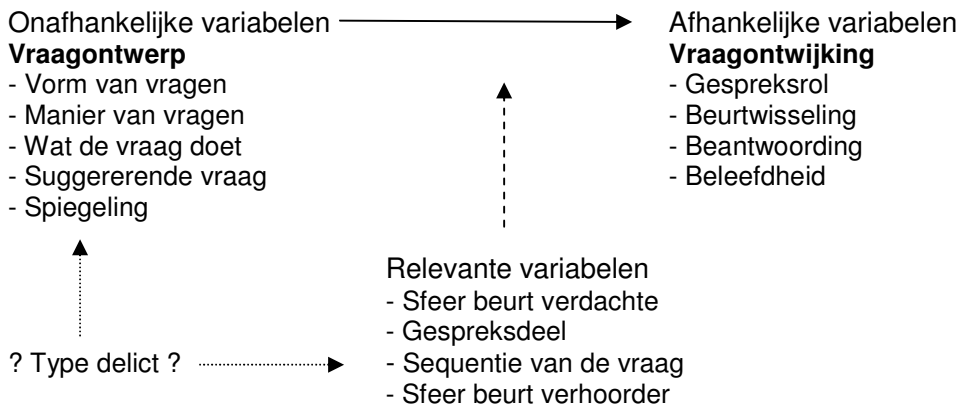 Onafhankelijke variabelen
Vraagontwerp
- Vorm van vragen
- Manier van vragen
- Wat de vraag doet
- Suggererende vraag
- Spiegeling
Afhankelijke variabelen
Vraagontwijking
- Gespreksrol
- Beurtwisseling
- Beantwoording
- Beleefdheid
Relevante variabelen
- Sfeer beurt verdachte
- Gespreksdeel
- Sequentie van de vraag
- Sfeer beurt verhoorder
? Type delict ?